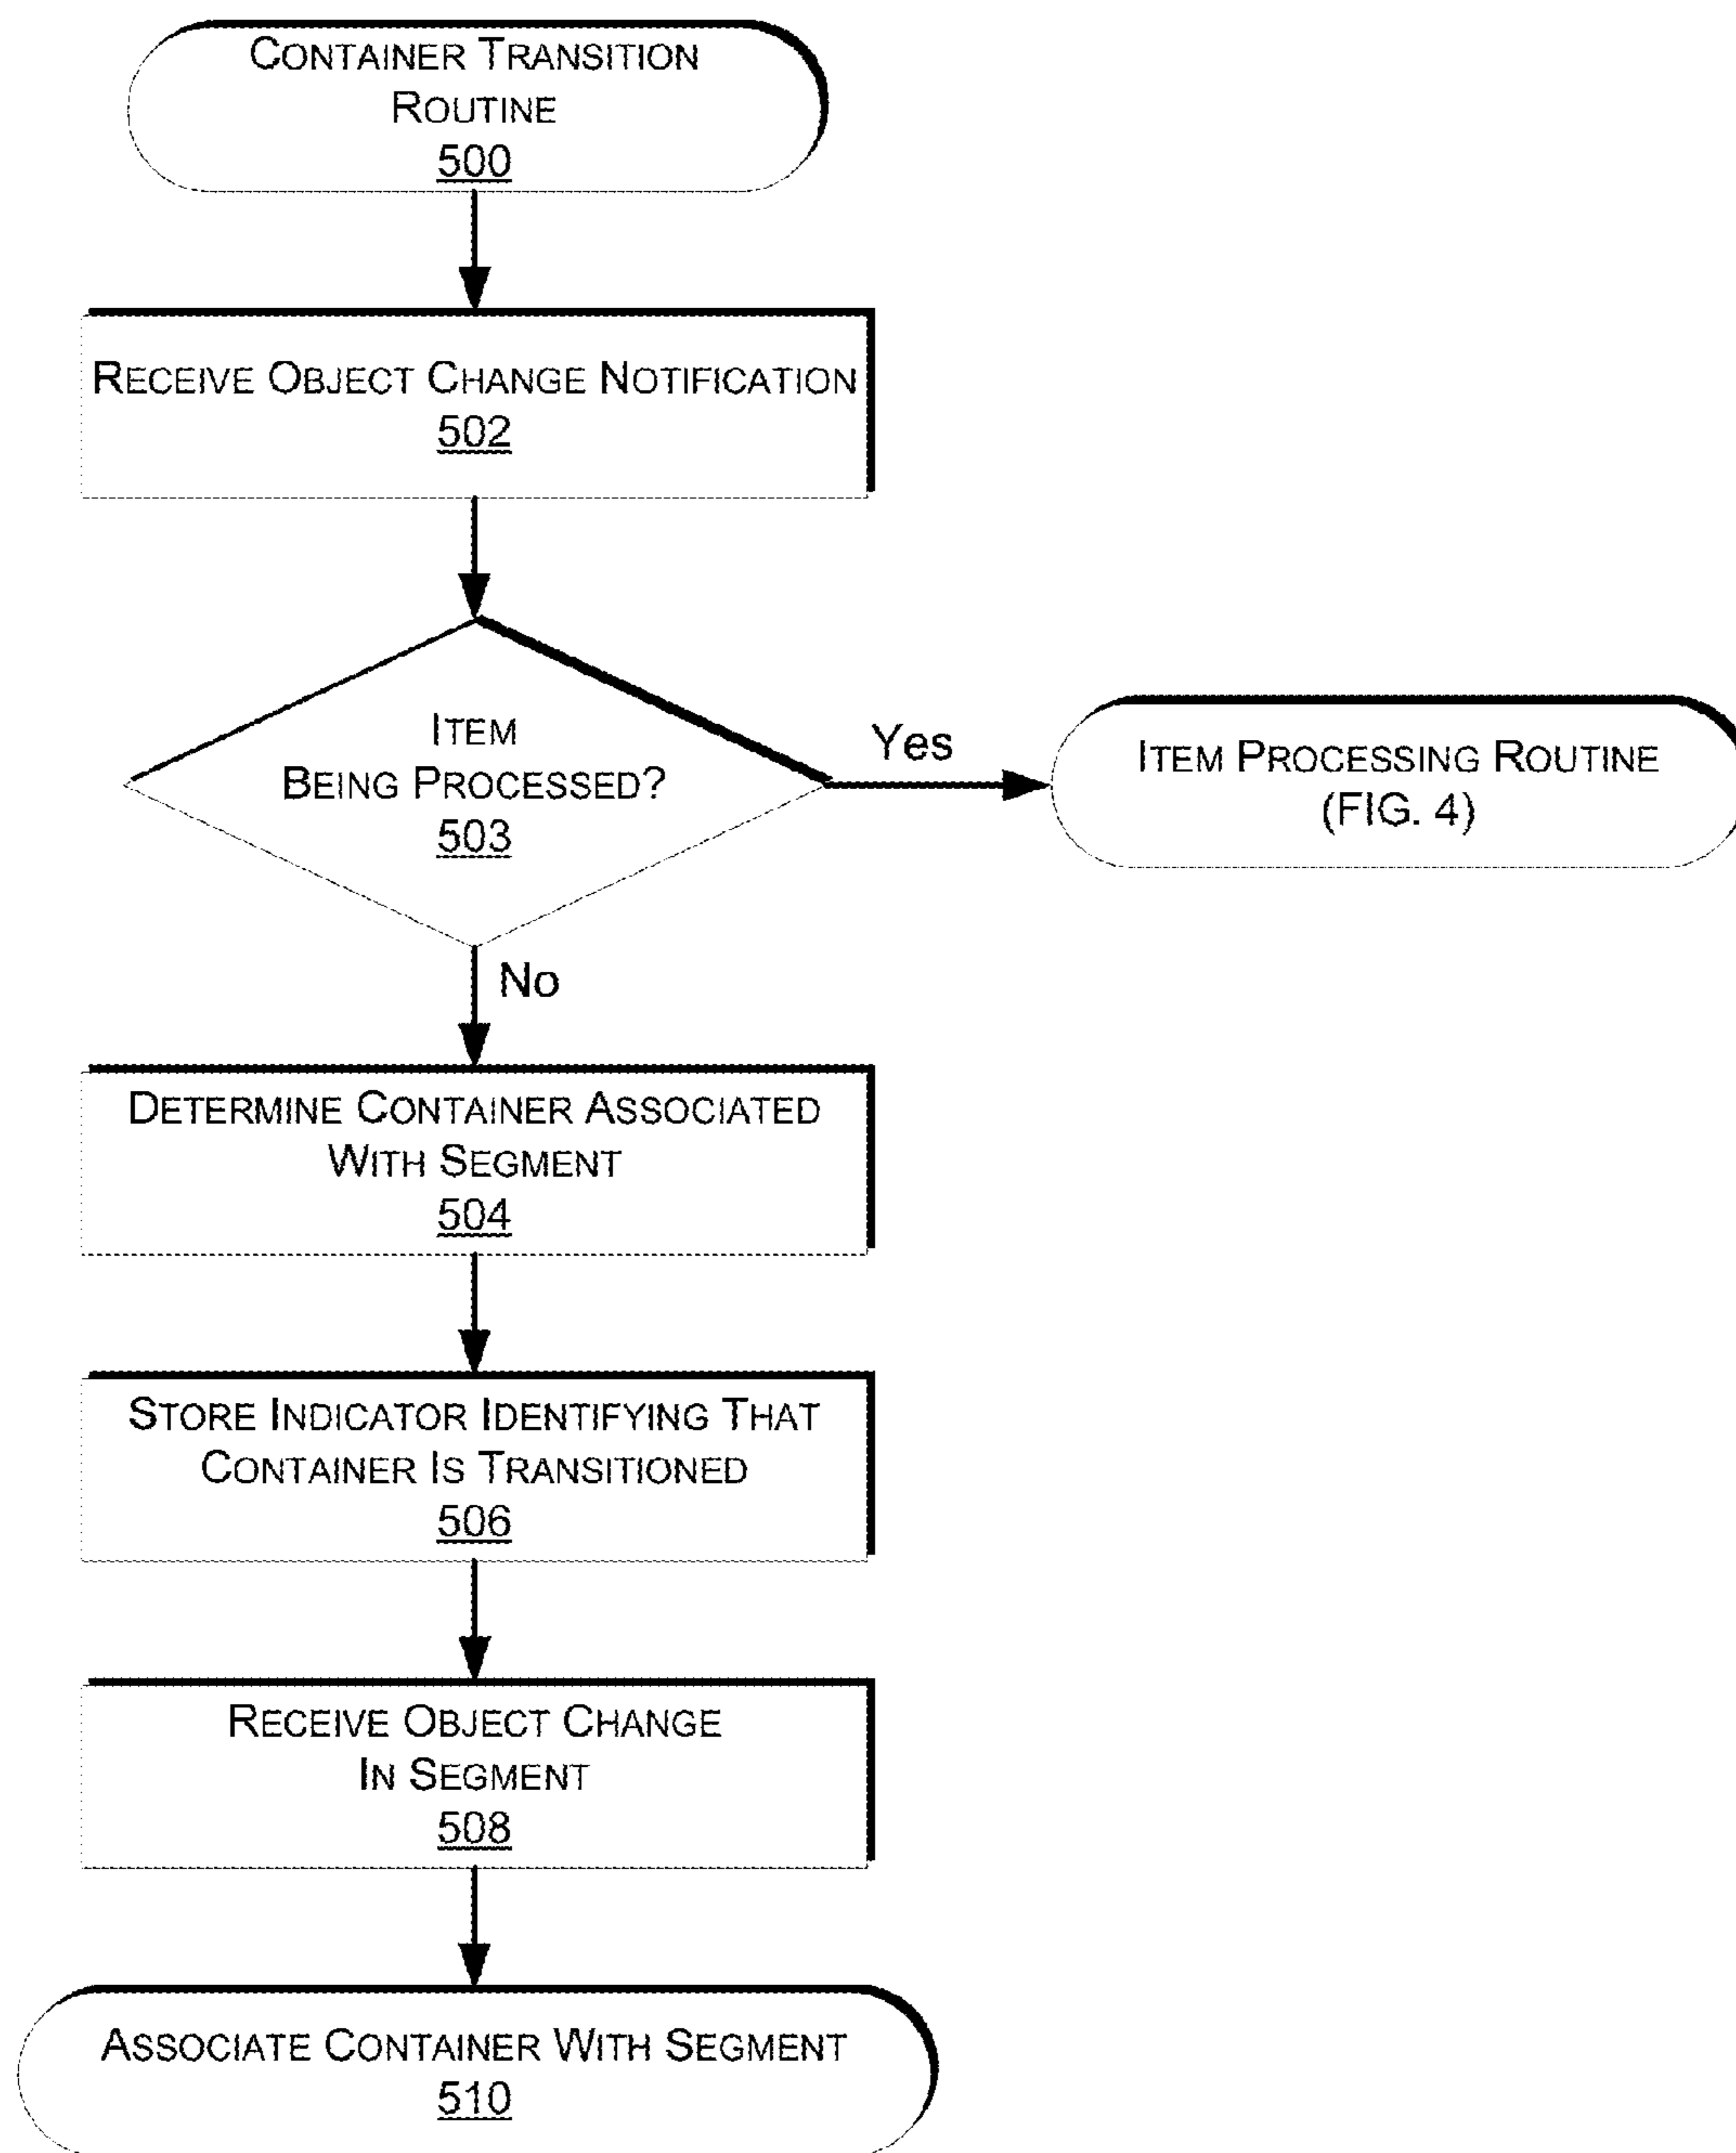 CONTAINER TRANSITION
ROUTINE
500
RECEIVE OBJECT CHANGE NOTIFICATION
502
ITEM
BEING PROCESSED?
503
Yes
ITEM PROCESSING ROUTINE
(FIG. 4)
No
DETERMINE CONTAINER ASSOCIATED
WITH SEGMENT
504
STORE INDICATOR IDENTIFYING THAT
CONTAINER IS TRANSITIONED
506
RECEIVE OBJECT CHANGE
IN SEGMENT
508
ASSOCIATE CONTAINER WITH SEGMENT
510